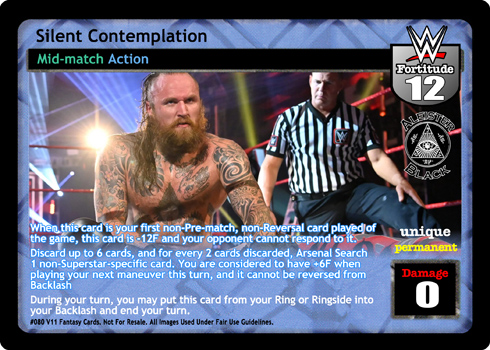 Silent Contemplation
Mid-match Action
Fortitude
12
ALEISTER
BLACK
When this card is your first non-Pre-match, non-Reversal card played of
the game, this card is -12F and your opponent cannot respond to it.
Discard up to 6 cards, and for every 2 cards discarded, Arsenal Search
1 non-Superstar-specific card. You are considered to have +6F when
playing your next maneuver this turn, and it cannot be reversed from
Backlash
During your turn, you may put this card from your Ring or Ringside into
your Backlash and end your turn.
unique
permanent
Damage
0
#080 V11 Fantasy Cards. Not For Resale. All Images Used Under Fair Use Guidelines.